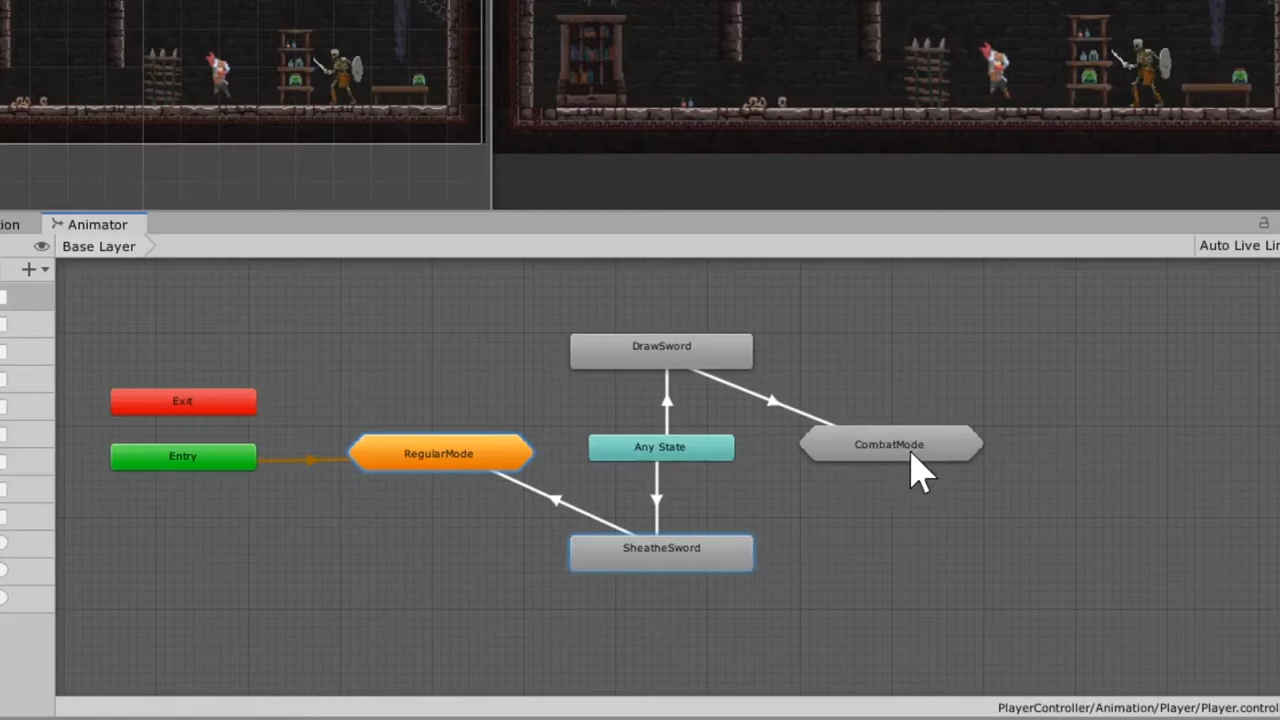 tion
Animator
Base Layer
Auto Live Lin
DrawSword
Exit
Any State
CombatMode
Entry
RegularMode
SheatheSword
PlayerController/Animation/Player/Player.control